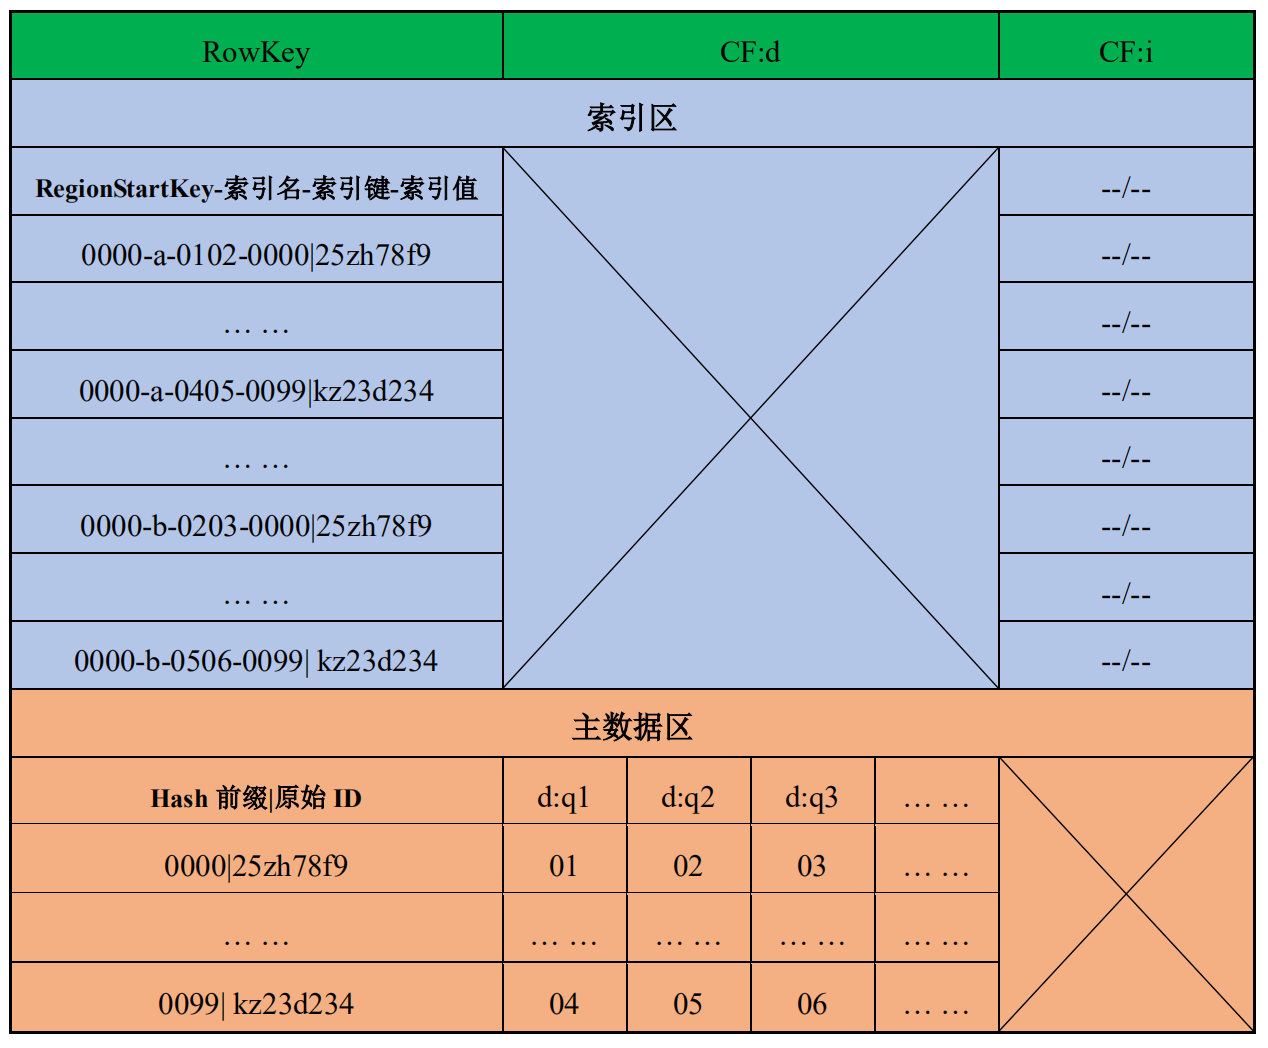 RowKey CF:d CF:i
索引区
RegionStartKey-索引名-索引键-索引值 --/--
0000-a-0102-0000|25zh78f9 --/--
… … --/--
0000-a-0405-0099|kz23d234 --/--
… … --/--
0000-b-0203-0000|25zh78f9 --/--
… … --/--
0000-b-0506-0099| kz23d234 --/--
主数据区
Hash 前缀|原始 ID d:q1 d:q2 d:q3 … …
0000|25zh78f9 01 02 03 … …
… … … … … … … … … …
0099| kz23d234 04 05 06 … …